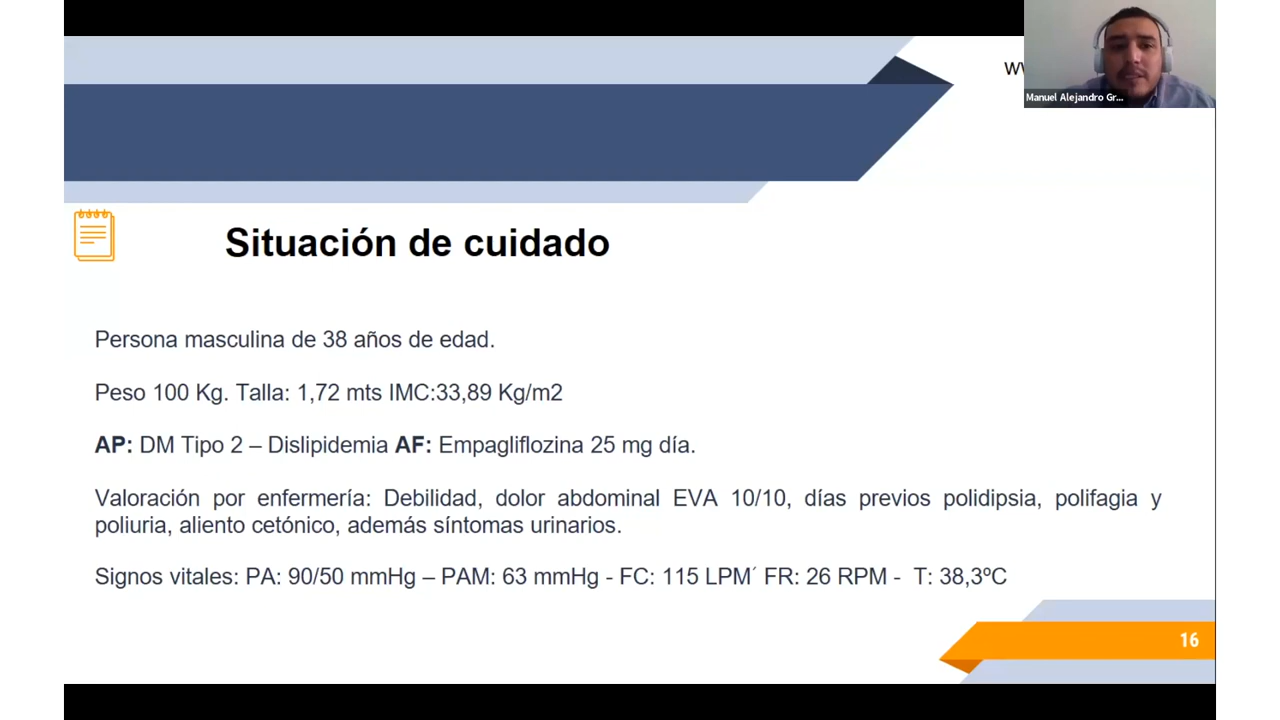 Manuel Alejandro Gr...
Situación de cuidado
Persona masculina de 38 años de edad.
Peso 100 Kg. Talla: 1,72 mts IMC:33,89 Kg/m2
AP: DM Tipo 2 – Dislipidemia AF: Empagliflozina 25 mg día.
Valoración por enfermería: Debilidad, dolor abdominal EVA 10/10, días previos polidipsia, polifagia y
poliuria, aliento cetónico, además síntomas urinarios.
Signos vitales: PA: 90/50 mmHg – PAM: 63 mmHg - FC: 115 LPM´ FR: 26 RPM - T: 38,3ºC
16